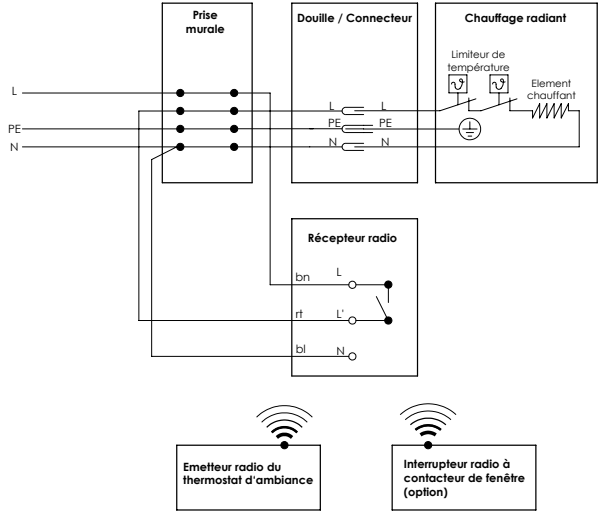 Prise
murale
Douille / Connecteur
Chauffage radiant
Limiteur de
température
ϑ ϑ
Element
chauffant
L
L L
PE
PE PE
N
N N
Récepteur radio
bn L
rt L'
bl N
Emetteur radio du
thermostat d'ambiance
Interrupteur radio à
contacteur de fenêtre
(option)